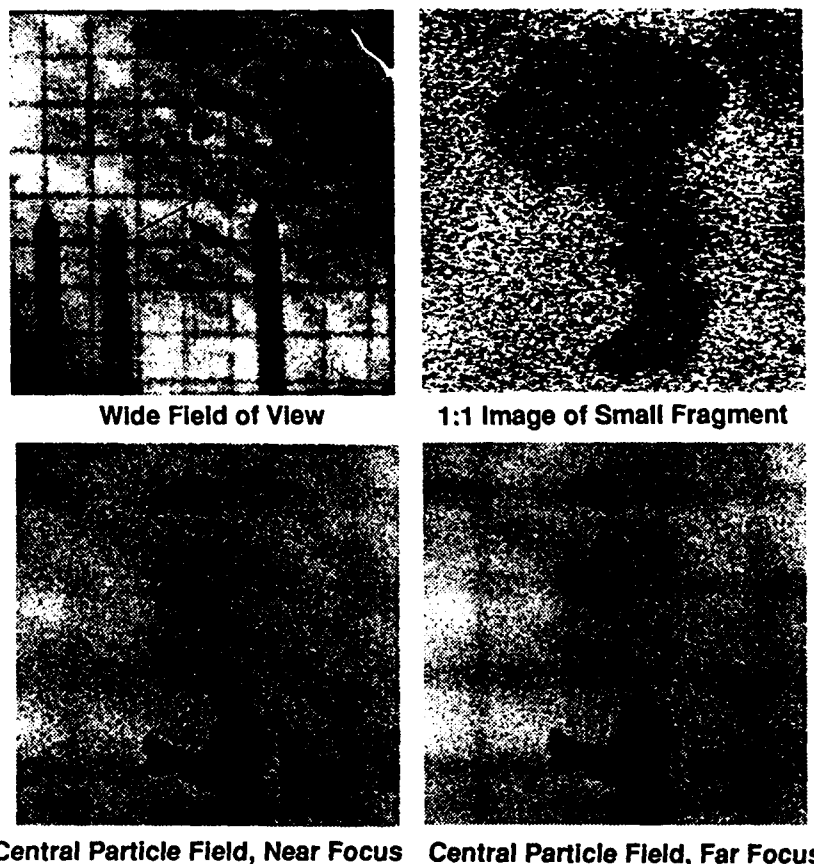 Wide Field of View
1:1 Image of Small Fragment
Central Particle Field, Near Focus
Central Particle Field, Far Focus